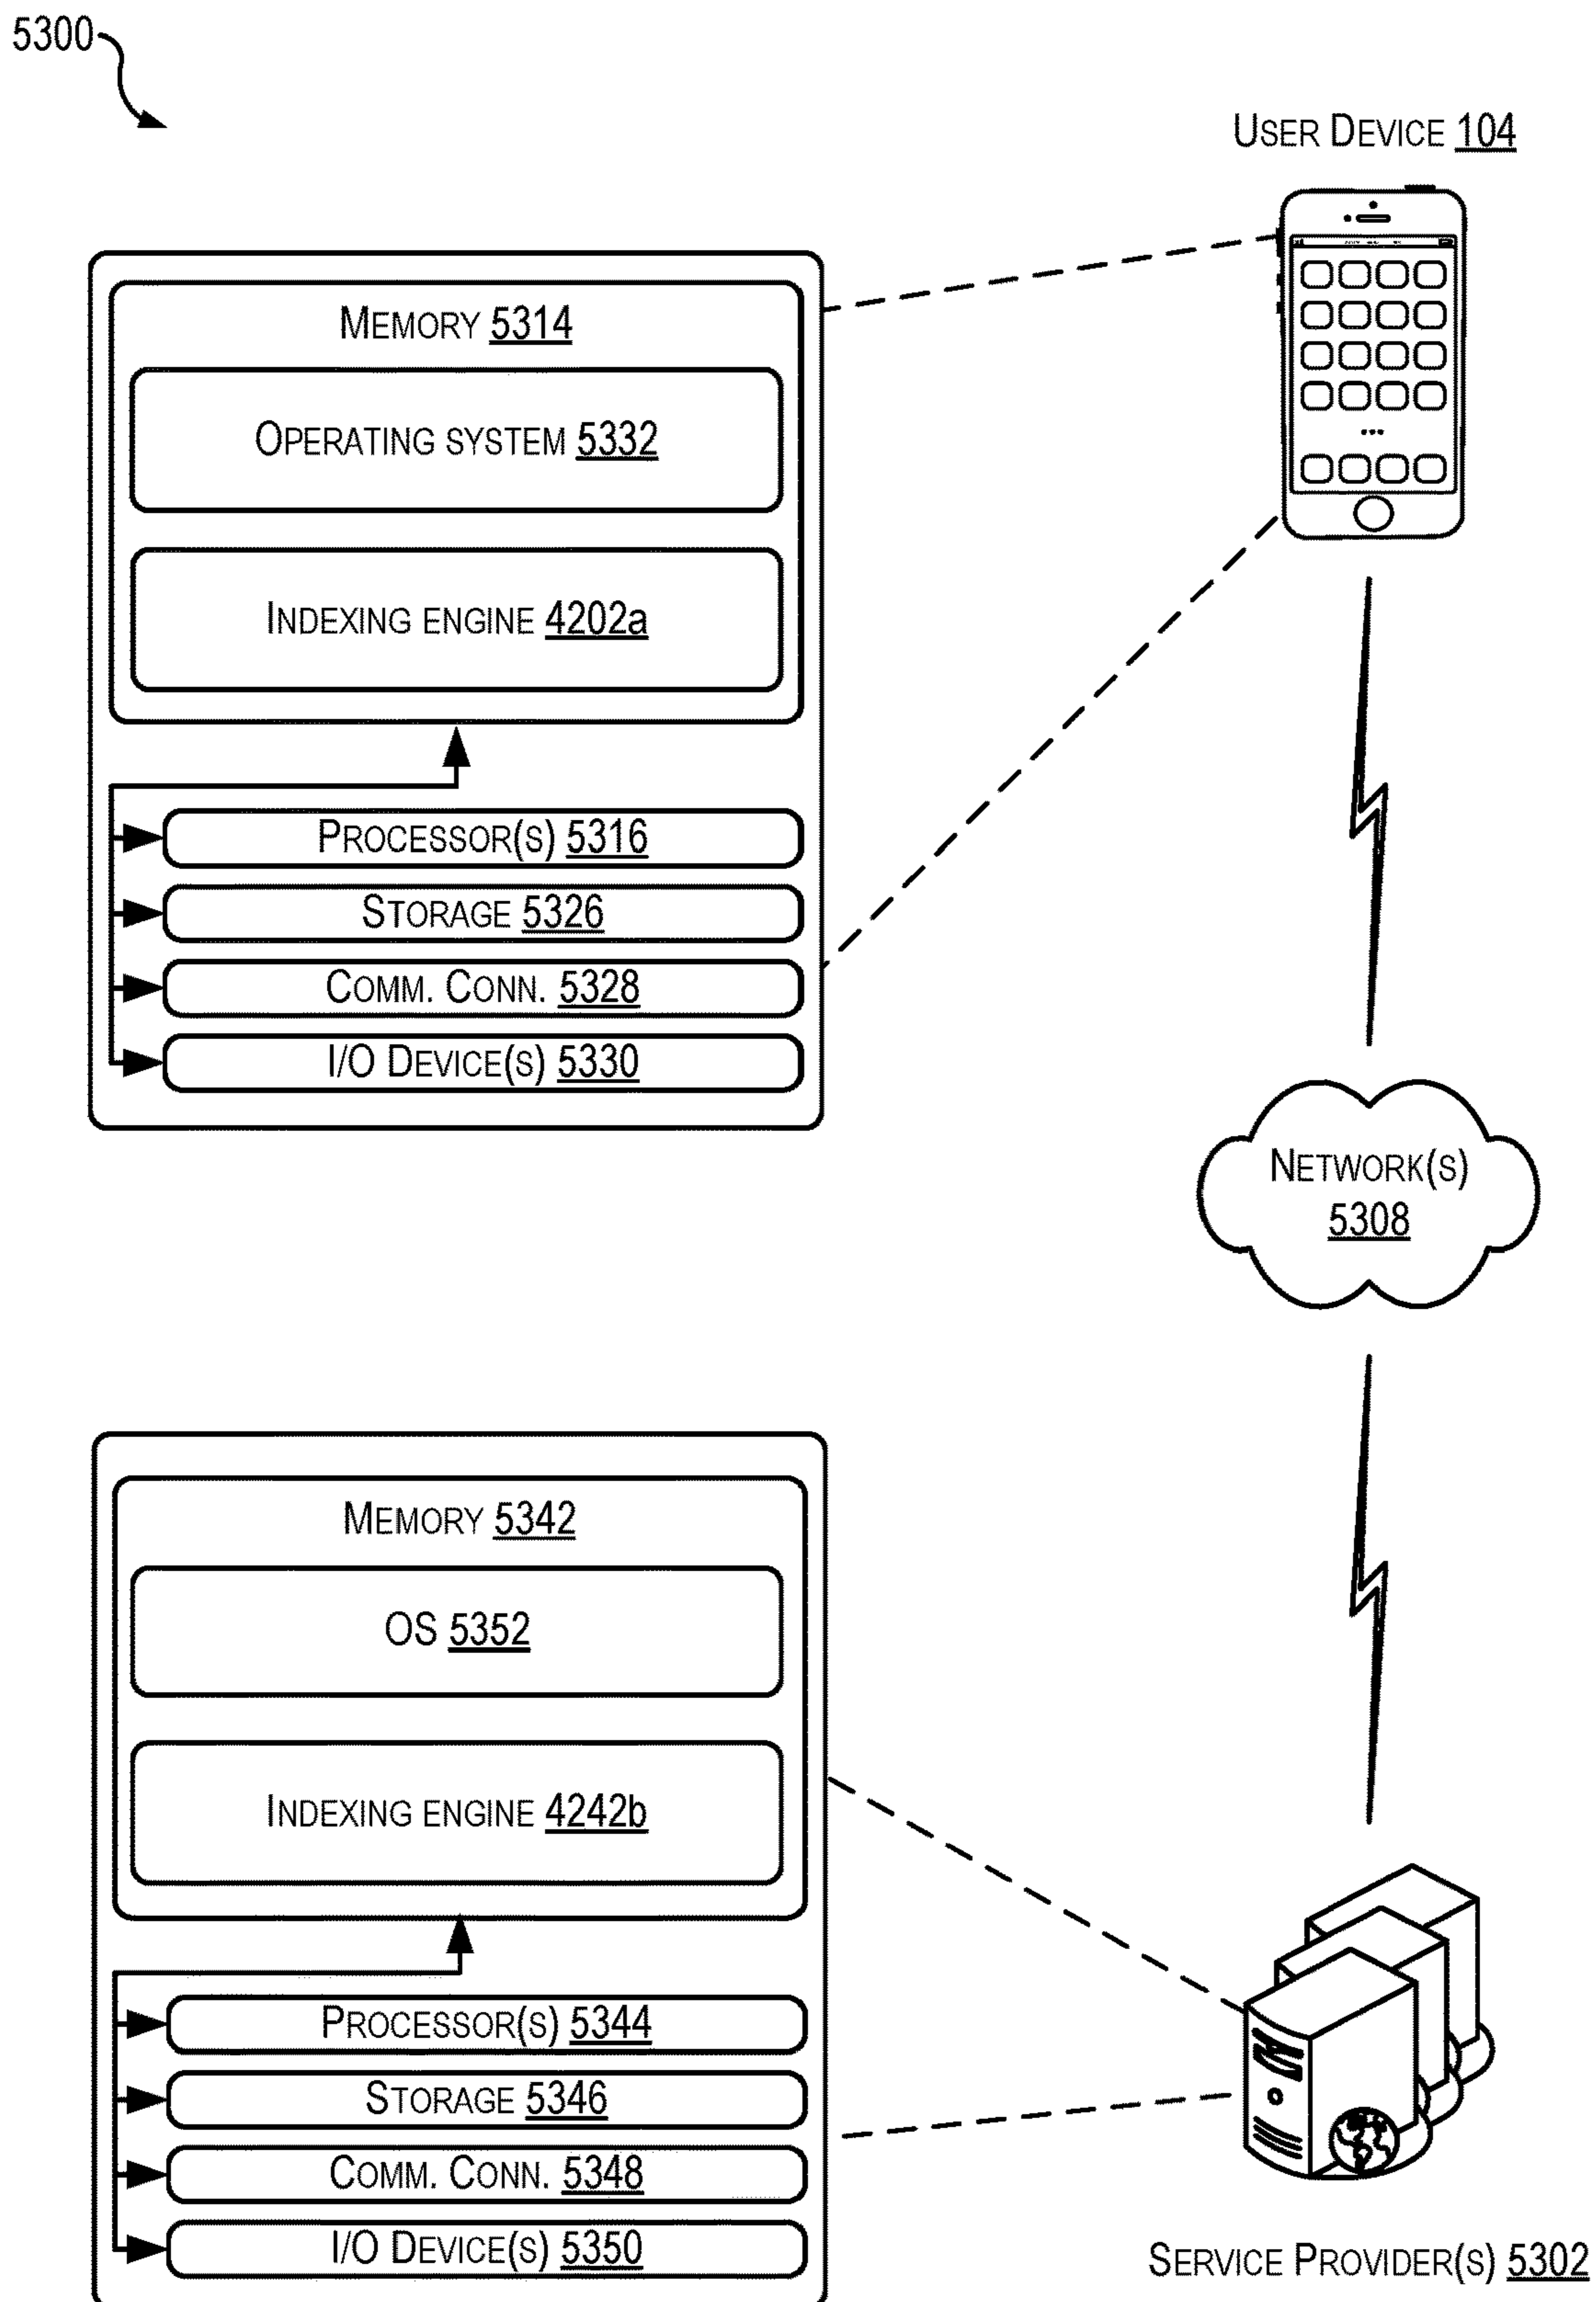 5300
USER DEVICE 104
MEMORY 5314
OPERATING SYSTEM 5332
INDEXING ENGINE 4202a
PROCESSOR(S) 5316
STORAGE 5326
COMM. CONN. 5328
I/O DEVICE(S) 5330
NETWORK(S)
5308
MEMORY 5342
OS 5352
INDEXING ENGINE 4242b
PROCESSOR(S) 5344
STORAGE 5346
COMM. CONN. 5348
I/O DEVICE(S) 5350
SERVICE PROVIDER(S) 5302